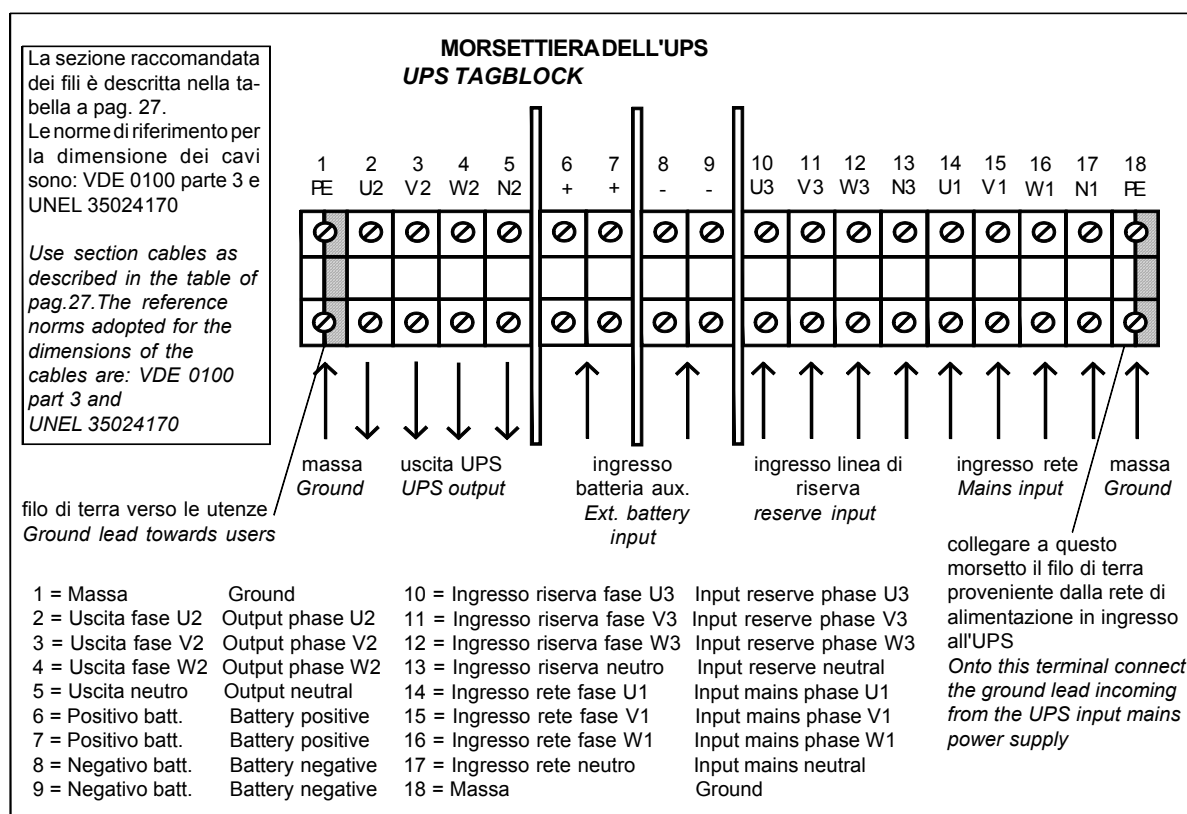 MORSETTIERA DELL'UPS
UPS TAGBLOCK
La sezione raccomandata
dei fili è descritta nella ta-
bella a pag. 27.
Le norme di riferimento per
la dimensione dei cavi
sono: VDE 0100 parte 3 e
UNEL 35024170
Use section cables as
described in the table of
pag.27.The reference
norms adopted for the
dimensions of the
cables are: VDE 0100
part 3 and
UNEL 35024170
1 2 3 4 5 6 7 8 9 10 11 12 13 14 15 16 17 18
PE U2 V2 W2 N2 + + - - U3 V3 W3 N3 U1 V1 W1 N1 PE
massa
Ground
uscita UPS
UPS output
ingresso
batteria aux.
Ext. battery
input
ingresso linea di
riserva
reserve input
ingresso rete
Mains input
massa
Ground
filo di terra verso le utenze
Ground lead towards users
collegare a questo
morsetto il filo di terra
proveniente dalla rete di
alimentazione in ingresso
all'UPS
Onto this terminal connect
the ground lead incoming
from the UPS input mains
power supply
1 = Massa Ground
2 = Uscita fase U2 Output phase U2
3 = Uscita fase V2 Output phase V2
4 = Uscita fase W2 Output phase W2
5 = Uscita neutro Output neutral
6 = Positivo batt. Battery positive
7 = Positivo batt. Battery positive
8 = Negativo batt. Battery negative
9 = Negativo batt. Battery negative
10 = Ingresso riserva fase U3 Input reserve phase U3
11 = Ingresso riserva fase V3 Input reserve phase V3
12 = Ingresso riserva fase W3 Input reserve phase W3
13 = Ingresso riserva neutro Input reserve neutral
14 = Ingresso rete fase U1 Input mains phase U1
15 = Ingresso rete fase V1 Input mains phase V1
16 = Ingresso rete fase W1 Input mains phase W1
17 = Ingresso rete neutro Input mains neutral
18 = Massa Ground